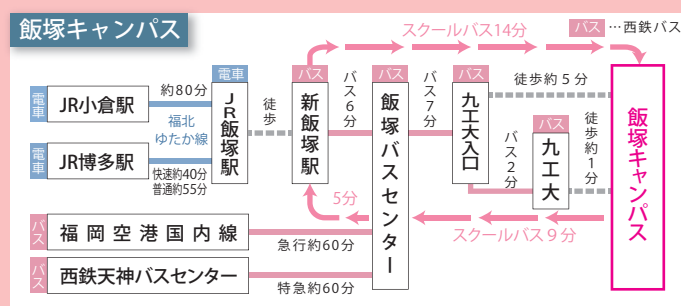 飯塚キャンパス
スクールバス14分
バス…西鉄バス
電車
JR小倉駅
約80分
福北
ゆたか線
電車
JR博多駅
快速約40分
普通約55分
電車
JR飯塚駅
徒歩
バス
新飯塚駅
バス6分
バス
飯塚バスセンター
バス7分
バス
九工大入口
徒歩約5分
バス2分
バス
九工大
徒歩約1分
飯塚キャンパス
5分
スクールバス9分
バス
福岡空港国内線
急行約60分
バス
西鉄天神バスセンター
特急約60分